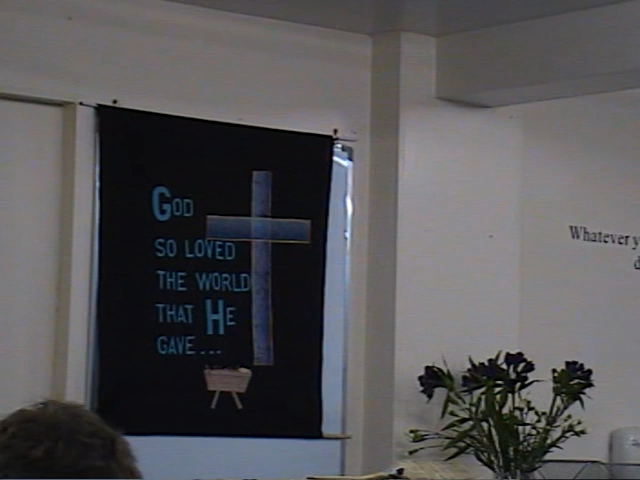 God
SO LOVED
THE WORLD
THAT HE
GAVE...
Whatever